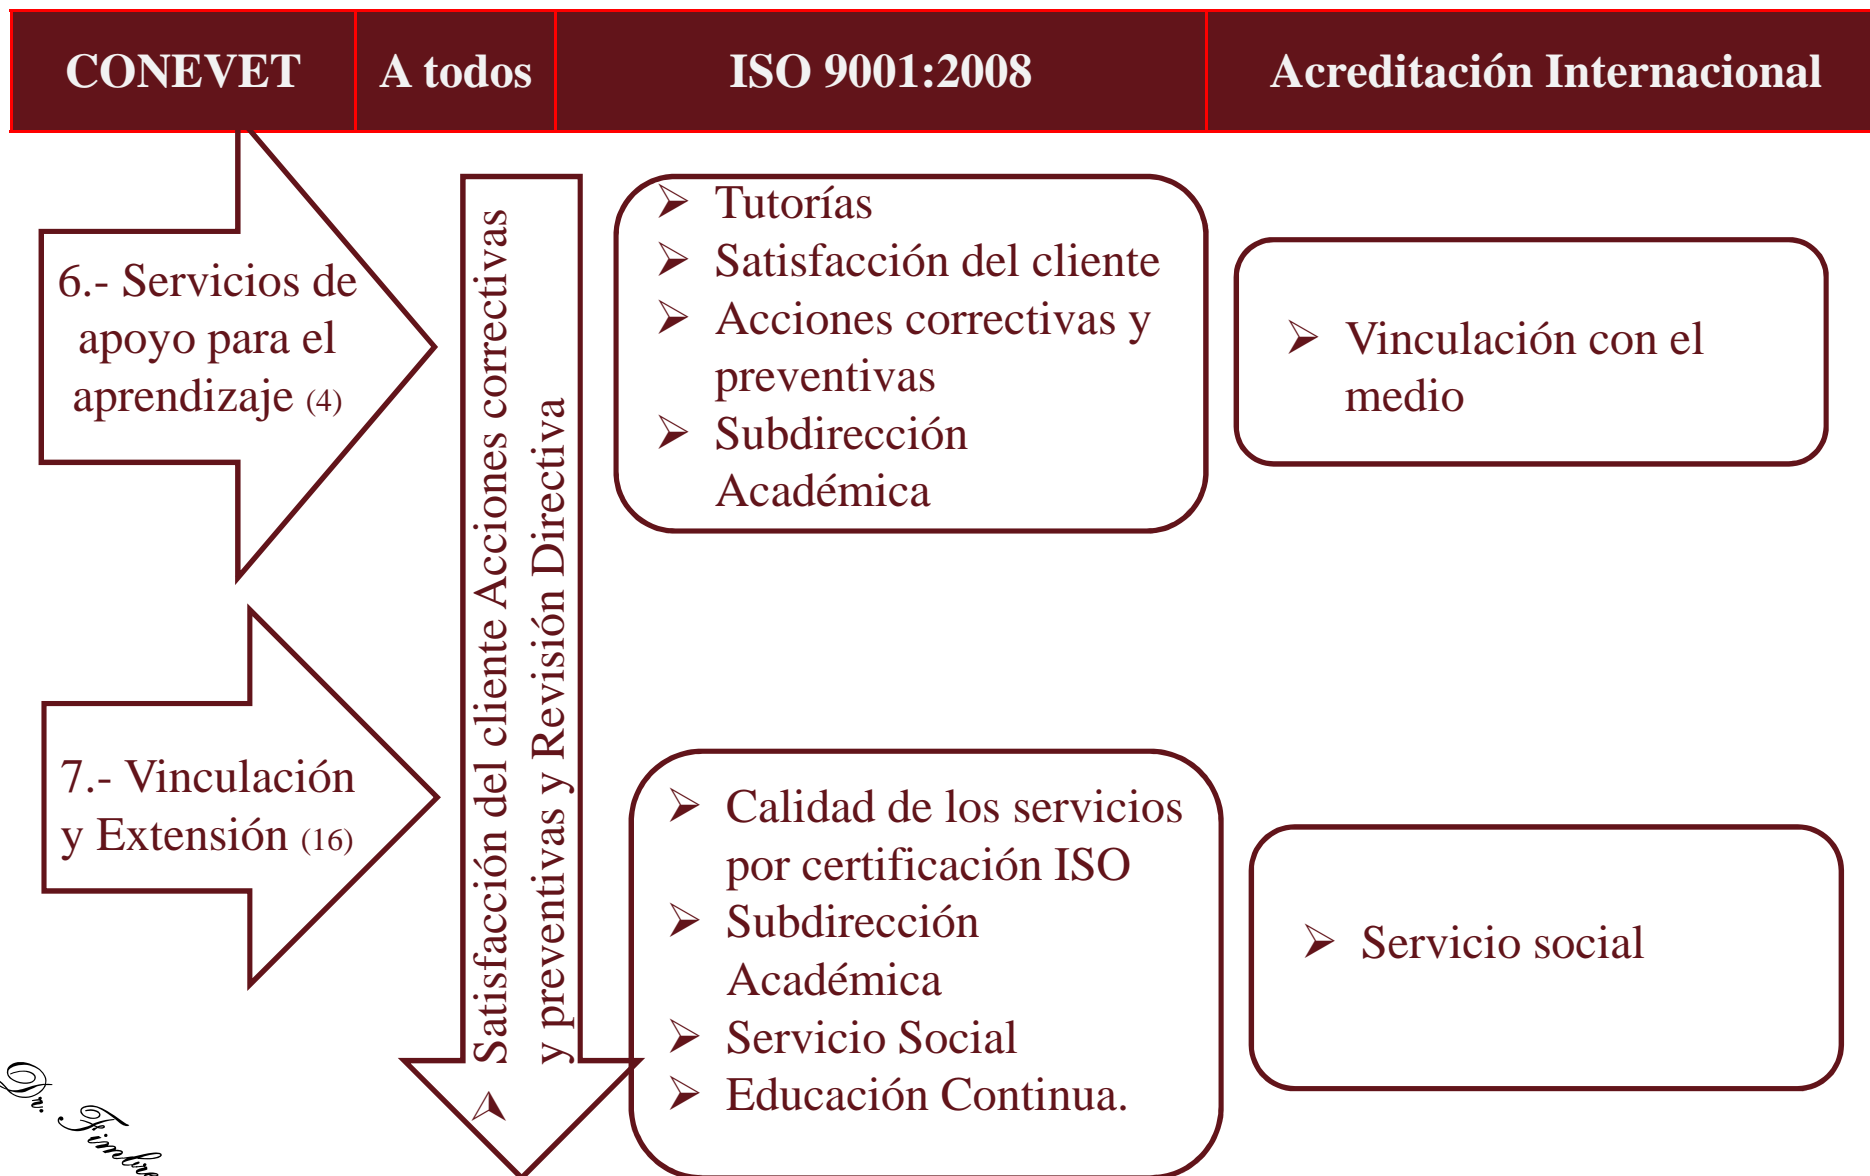 CONEVET
A todos
ISO 9001:2008
Acreditación Internacional
6.- Servicios de
apoyo para el
aprendizaje (4)
Satisfacción del cliente Acciones correctivas
y preventivas y Revisión Directiva
Tutorías
Satisfacción del cliente
Acciones correctivas y
preventivas
Subdirección
Académica
Vinculación con el
medio
7.- Vinculación
y Extensión (16)
Calidad de los servicios
por certificación ISO
Subdirección
Académica
Servicio Social
Educación Continua.
Servicio social
Dr. Fimbre